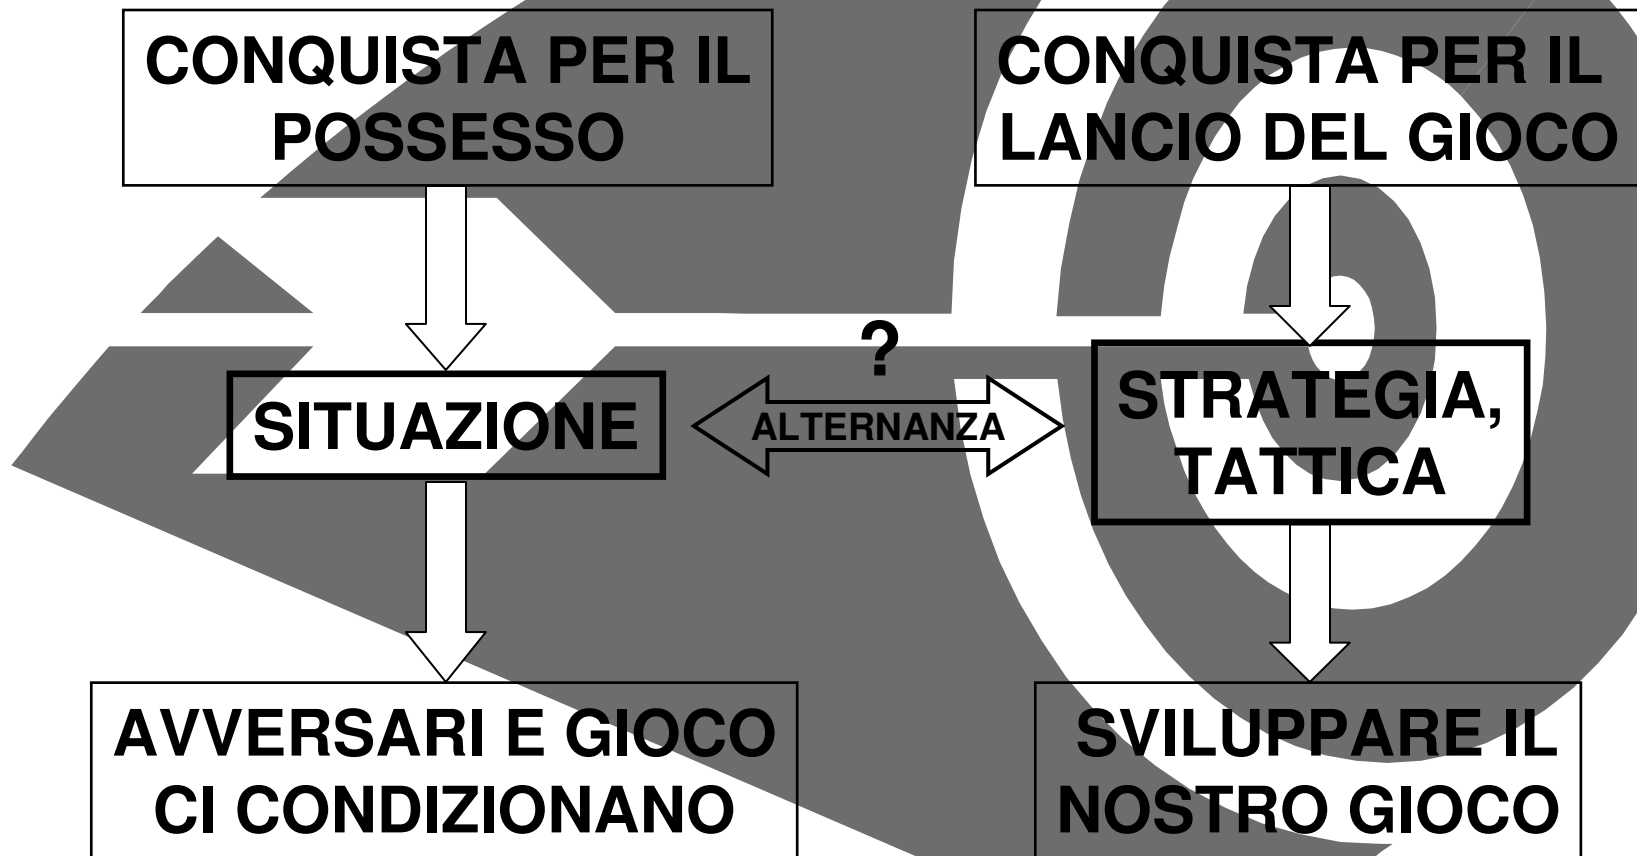 CONQUISTA PER IL
POSSESSO
CONQUISTA PER IL
LANCIO DEL GIOCO
?
ALTERNANZA
SITUAZIONE
STRATEGIA,
TATTICA
AVVERSARI E GIOCO
CI CONDIZIONANO
SVILUPPARE IL
NOSTRO GIOCO